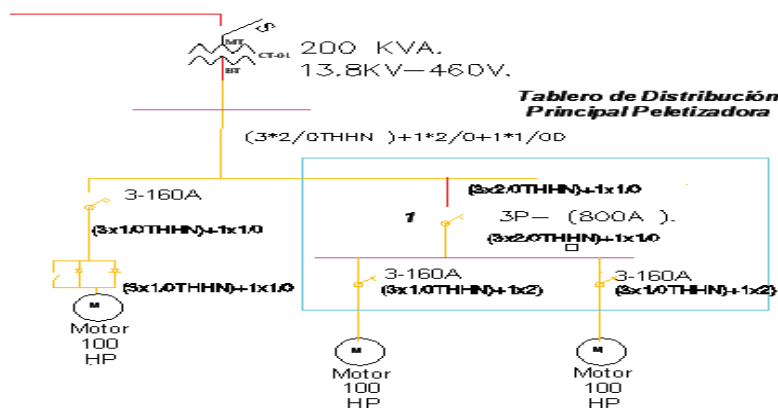 MT
CT-01
BT
200 KVA.
13.8KV-460V.
Tablero de Distribución
Principal Peletizadora
(3*2/0THHN )+1*2/0+1*1/0D
3-160A
(3x1/0THHN)+1x1/0
(3x1/0THHN)+1x1/0
M
Motor
100
HP
(3x2/0THHN)+1x1/0
1
3P- (800A ).
(3x2/0THHN)+1x1/0
3-160A
(3x1/0THHN)+1x2)
M
Motor
100
HP
3-160A
(3x1/0THHN)+1x2)
M
Motor
100
HP